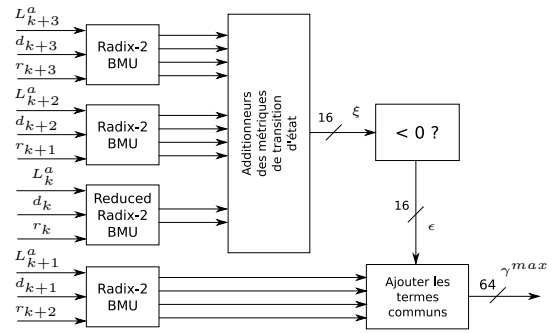 L^a_{k+3}
d_{k+3}
r_{k+3}
Radix-2
BMU
L^a_{k+2}
d_{k+2}
r_{k+1}
Radix-2
BMU
L^a_k
d_k
r_k
Reduced
Radix-2
BMU
L^a_{k+1}
d_{k+1}
r_{k+2}
Radix-2
BMU
Additionneurs
des métriques
de transition
d'état
16
ξ
< 0 ?
16
ϵ
Ajouter les
termes
communs
64
γ^{max}